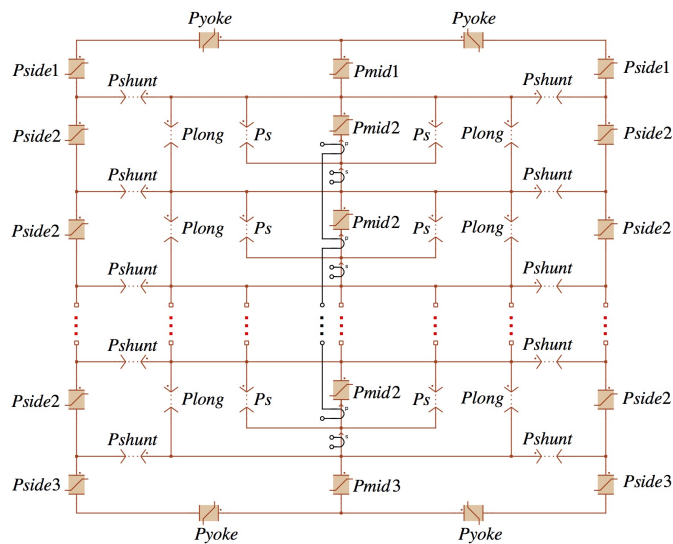 Pyoke Pyoke
Pside1 Pmid1 Pside1
Pshunt Pshunt
Pside2 Plong Ps Pmid2 Ps Plong Pside2
p
s
Pshunt Pshunt
Pside2 Plong Ps Pmid2 Ps Plong Pside2
p
s
Pshunt Pshunt
Pshunt Pshunt
Pside2 Plong Ps Pmid2 Ps Plong Pside2
p
s
Pshunt Pshunt
Pside3 Pmid3 Pside3
Pyoke Pyoke